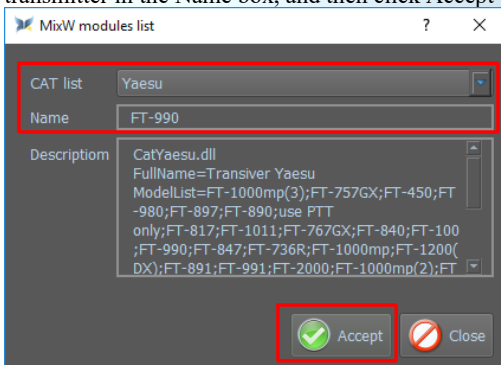 transmitter in the Name box, and then click Accept
MixW modules list
CAT list Yaesu
Name FT-990
Descriptiom CatYaesu.dll
FullName=Transiver Yaesu
ModelList=FT-1000mp(3);FT-757GX;FT-450;FT
-980;FT-897;FT-890;use PTT
only;FT-817;FT-1011;FT-767GX;FT-840;FT-100
;FT-990;FT-847;FT-736R;FT-1000mp;FT-1200(
DX);FT-891;FT-991;FT-2000;FT-1000mp(2);FT
Accept Close